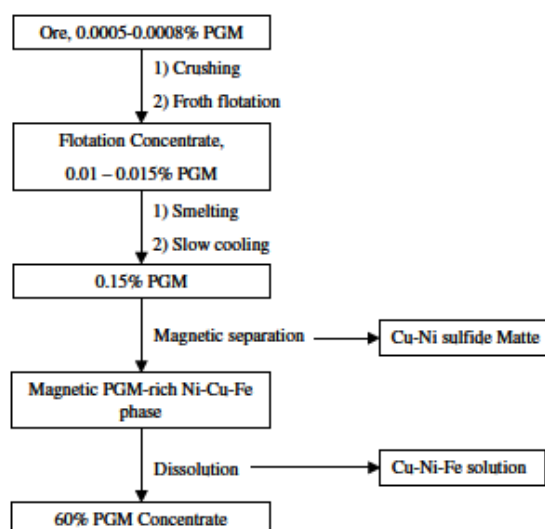 Ore, 0.0005-0.0008% PGM
1) Crushing
2) Froth flotation
Flotation Concentrate,
0.01 – 0.015% PGM
1) Smelting
2) Slow cooling
0.15% PGM
Magnetic separation
Cu-Ni sulfide Matte
Magnetic PGM-rich Ni-Cu-Fe
phase
Dissolution
Cu-Ni-Fe solution
60% PGM Concentrate